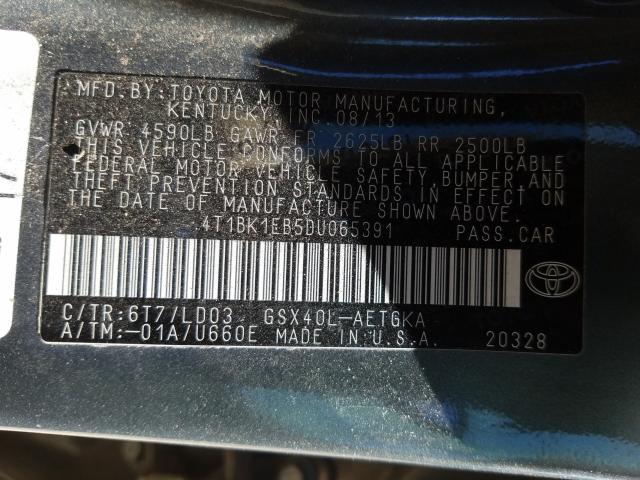 MFD.BY:TOYOTA MOTOR MANUFACTURING,
KENTUCKY, INC. 08/13
GVWR 4590LB GAWR FR 2625LB RR 2500LB
THIS VEHICLE CONFORMS TO ALL APPLICABLE
FEDERAL MOTOR VEHICLE SAFETY, BUMPER AND
THEFT PREVENTION STANDARDS IN EFFECT ON
THE DATE OF MANUFACTURE SHOWN ABOVE.
4T1BK1EB5DU065391 PASS.CAR
C/TR:6T7/LD03 GSX40L-AETGKA
A/TM:-01A/U660E MADE IN U.S.A. 20328